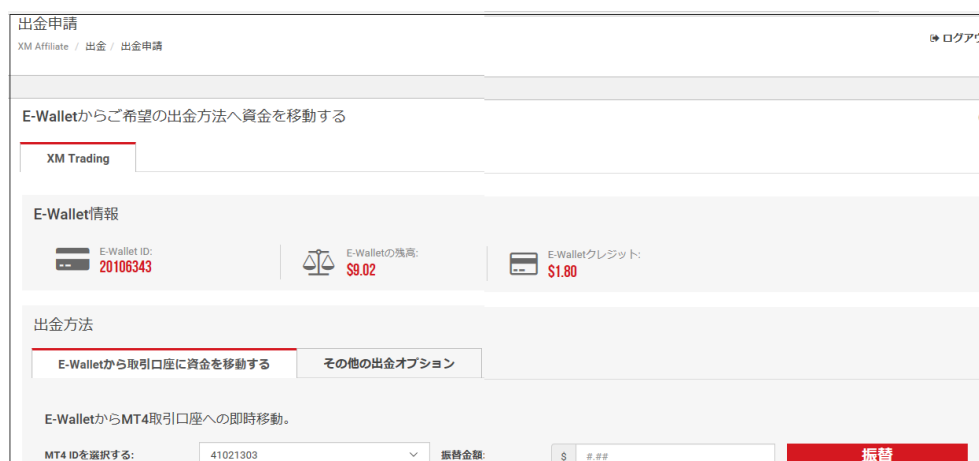 出金申請
XM Affiliate / 出金 / 出金申請
E-Walletからご希望の出金方法へ資金を移動する
XM Trading
E-Wallet情報
E-Wallet ID:
20106343
E-Walletの残高:
$9.02
E-Walletクレジット:
$1.80
出金方法
E-Walletから取引口座に資金を移動する
その他の出金オプション
E-WalletからMT4取引口座への即時移動。
MT4 IDを選択する: 41021303 振替金額: $ #.## 振替